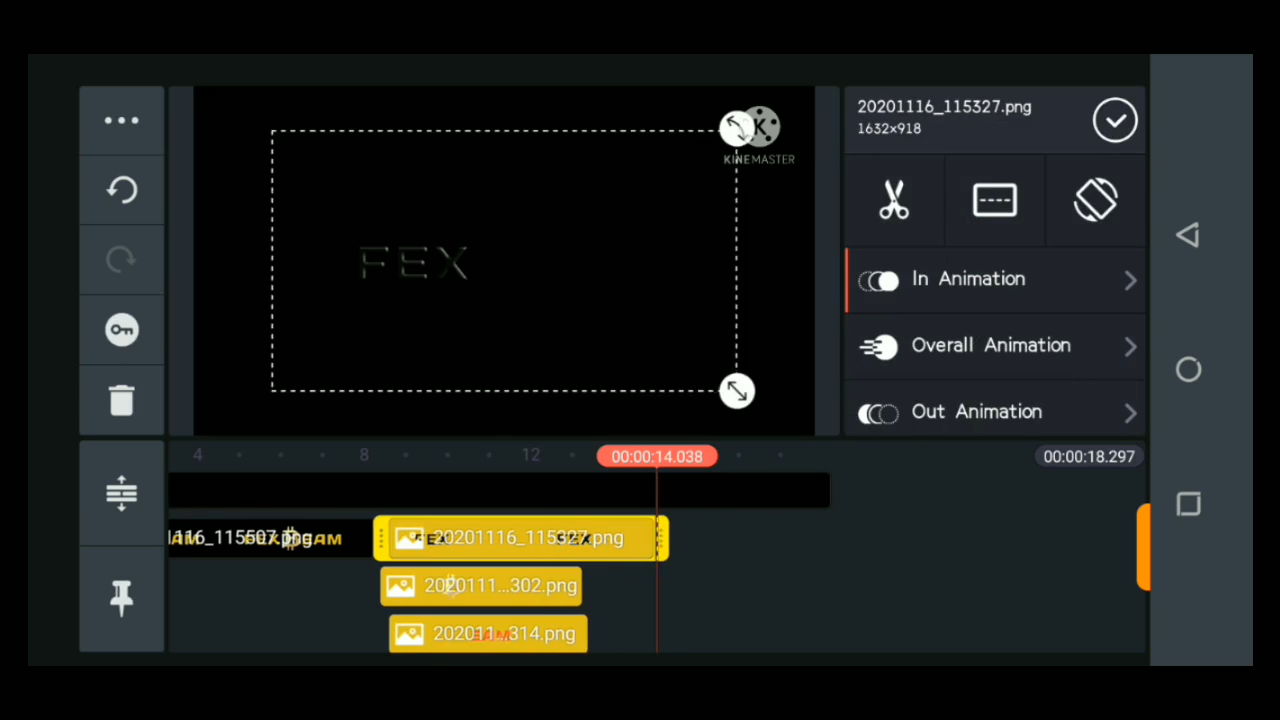 20201116_115327.png
1632×918
KINEMASTER
FEX
In Animation
Overall Animation
Out Animation
4
8
12
00:00:14.038
00:00:18.297
116_115507.png
20201116_115327.png
2020111...302.png
202011...314.png